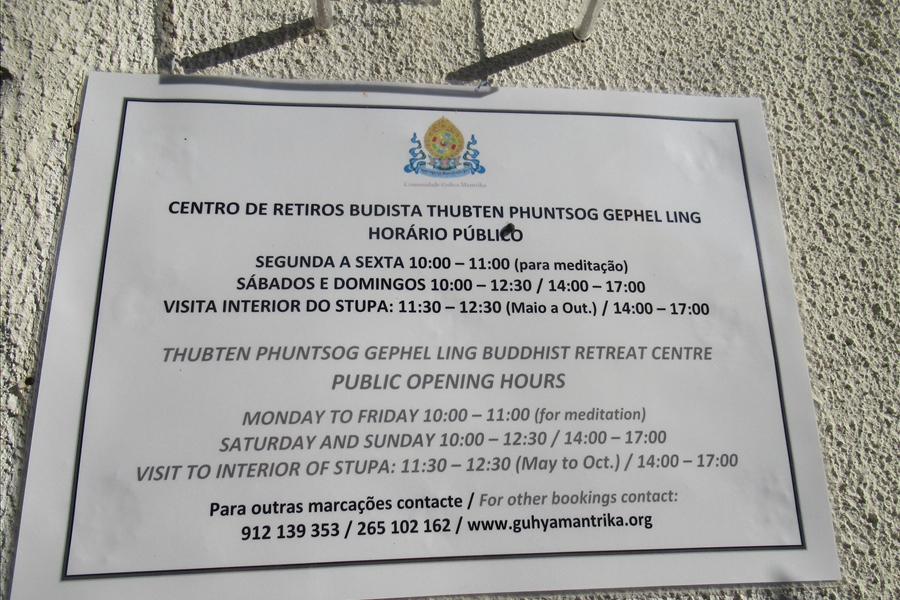 Comunidade Guhya Mantrika
CENTRO DE RETIROS BUDISTA THUBTEN PHUNTSOG GEPHEL LING
HORÁRIO PÚBLICO
SEGUNDA A SEXTA 10:00 – 11:00 (para meditação)
SÁBADOS E DOMINGOS 10:00 – 12:30 / 14:00 – 17:00
VISITA INTERIOR DO STUPA: 11:30 – 12:30 (Maio a Out.) / 14:00 – 17:00
THUBTEN PHUNTSOG GEPHEL LING BUDDHIST RETREAT CENTRE
PUBLIC OPENING HOURS
MONDAY TO FRIDAY 10:00 – 11:00 (for meditation)
SATURDAY AND SUNDAY 10:00 – 12:30 / 14:00 – 17:00
VISIT TO INTERIOR OF STUPA: 11:30 – 12:30 (May to Oct.) / 14:00 – 17:00
Para outras marcações contacte / For other bookings contact:
912 139 353 / 265 102 162 / www.guhyamantrika.org